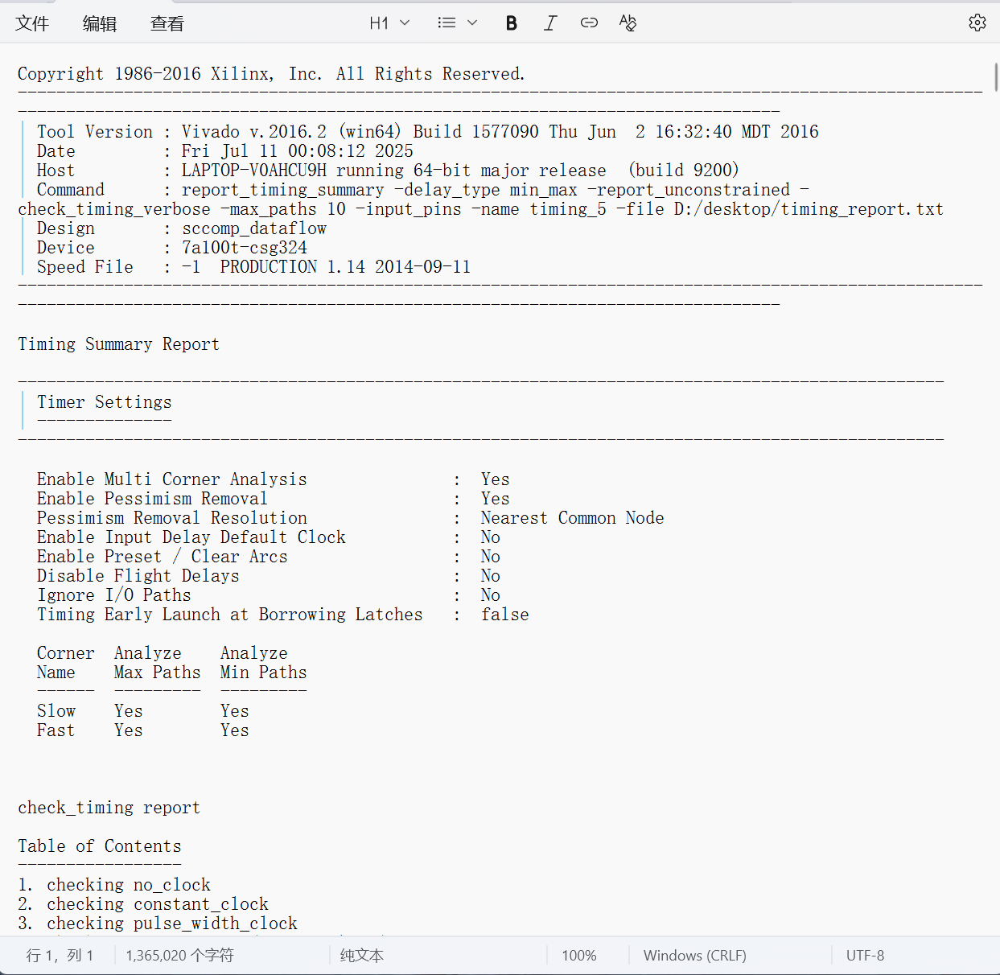 文件 编辑 查看 H1 B I
Copyright 1986-2016 Xilinx, Inc. All Rights Reserved.
----------------------------------------------------------------------------------------------------
-------------------------------------------------------------------------------
| Tool Version : Vivado v.2016.2 (win64) Build 1577090 Thu Jun  2 16:32:40 MDT 2016
| Date         : Fri Jul 11 00:08:12 2025
| Host         : LAPTOP-V0AHCU9H running 64-bit major release  (build 9200)
| Command      : report_timing_summary -delay_type min_max -report_unconstrained -
check_timing_verbose -max_paths 10 -input_pins -name timing_5 -file D:/desktop/timing_report.txt
| Design       : sccomp_dataflow
| Device       : 7a100t-csg324
| Speed File   : -1  PRODUCTION 1.14 2014-09-11
----------------------------------------------------------------------------------------------------
-------------------------------------------------------------------------------
Timing Summary Report
------------------------------------------------------------------------------------------------
| Timer Settings
| --------------
------------------------------------------------------------------------------------------------
Enable Multi Corner Analysis               :  Yes
Enable Pessimism Removal                   :  Yes
Pessimism Removal Resolution               :  Nearest Common Node
Enable Input Delay Default Clock           :  No
Enable Preset / Clear Arcs                 :  No
Disable Flight Delays                      :  No
Ignore I/O Paths                           :  No
Timing Early Launch at Borrowing Latches   :  false
Corner  Analyze    Analyze
Name    Max Paths  Min Paths
------  ---------  ---------
Slow    Yes        Yes
Fast    Yes        Yes
check_timing report
Table of Contents
-----------------
1. checking no_clock
2. checking constant_clock
3. checking pulse_width_clock
行 1, 列 1 1,365,020 个字符 纯文本 100% Windows (CRLF) UTF-8